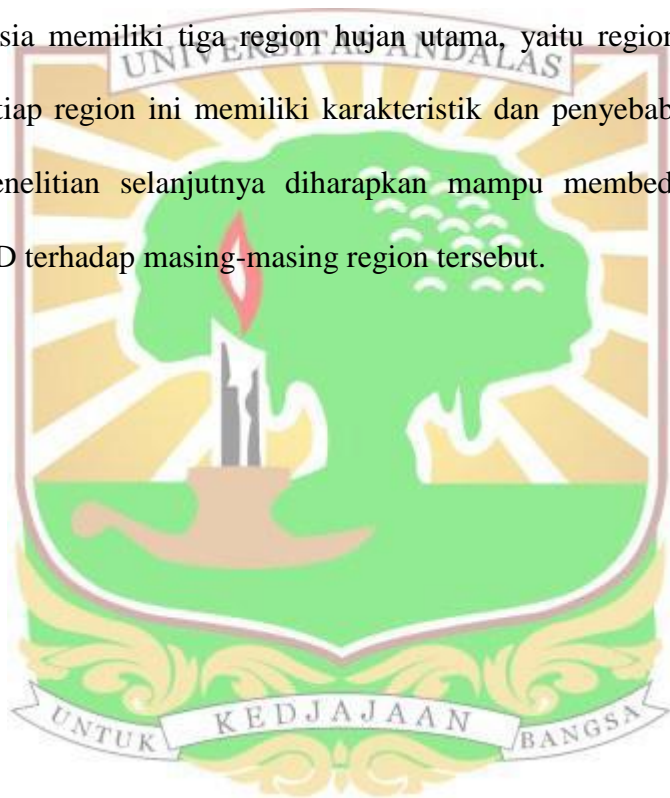 sia memiliki tiga region hujan utama, yaitu region
UNIVERSITAS ANDALAS
tiap region ini memiliki karakteristik dan penyebab
enelitian selanjutnya diharapkan mampu membed
D terhadap masing-masing region tersebut.
UNTUK KEDJAJAAN BANGSA